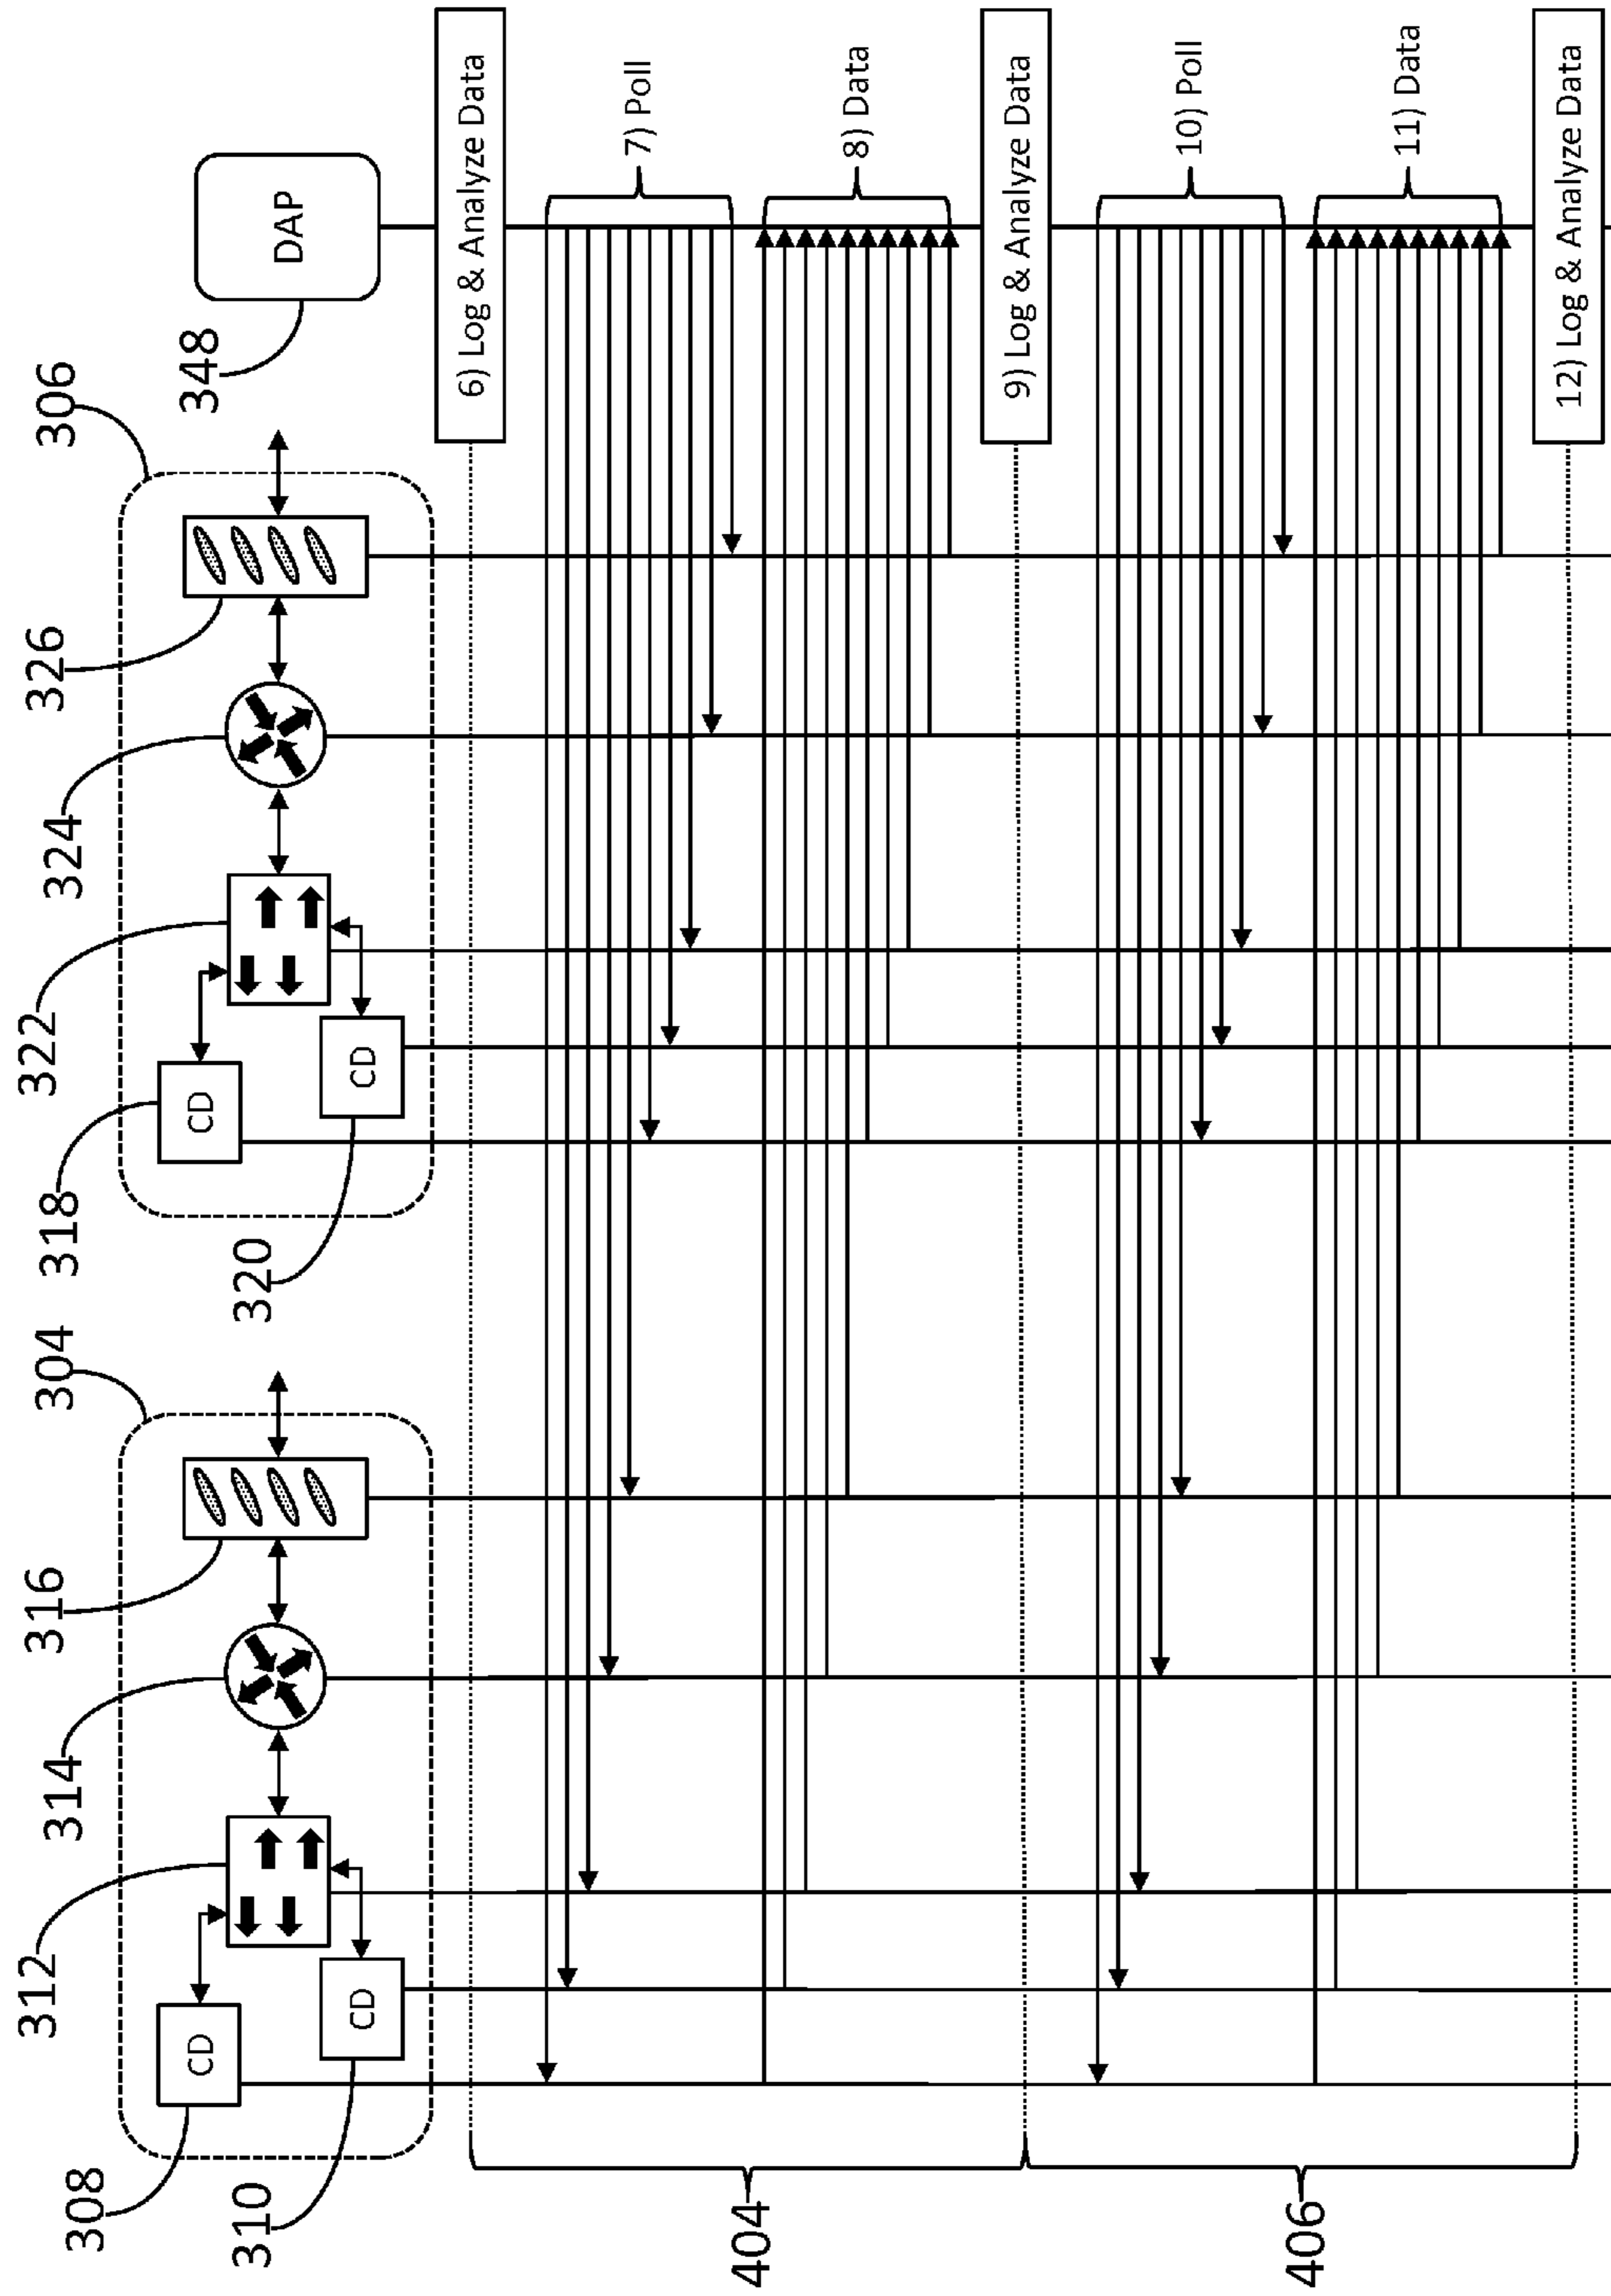 304
306
308
310
312
314
316
318
320
322
324
326
348
CD
CD
CD
CD
DAP
6) Log & Analyze Data
7) Poll
8) Data
9) Log & Analyze Data
10) Poll
11) Data
12) Log & Analyze Data
404
406